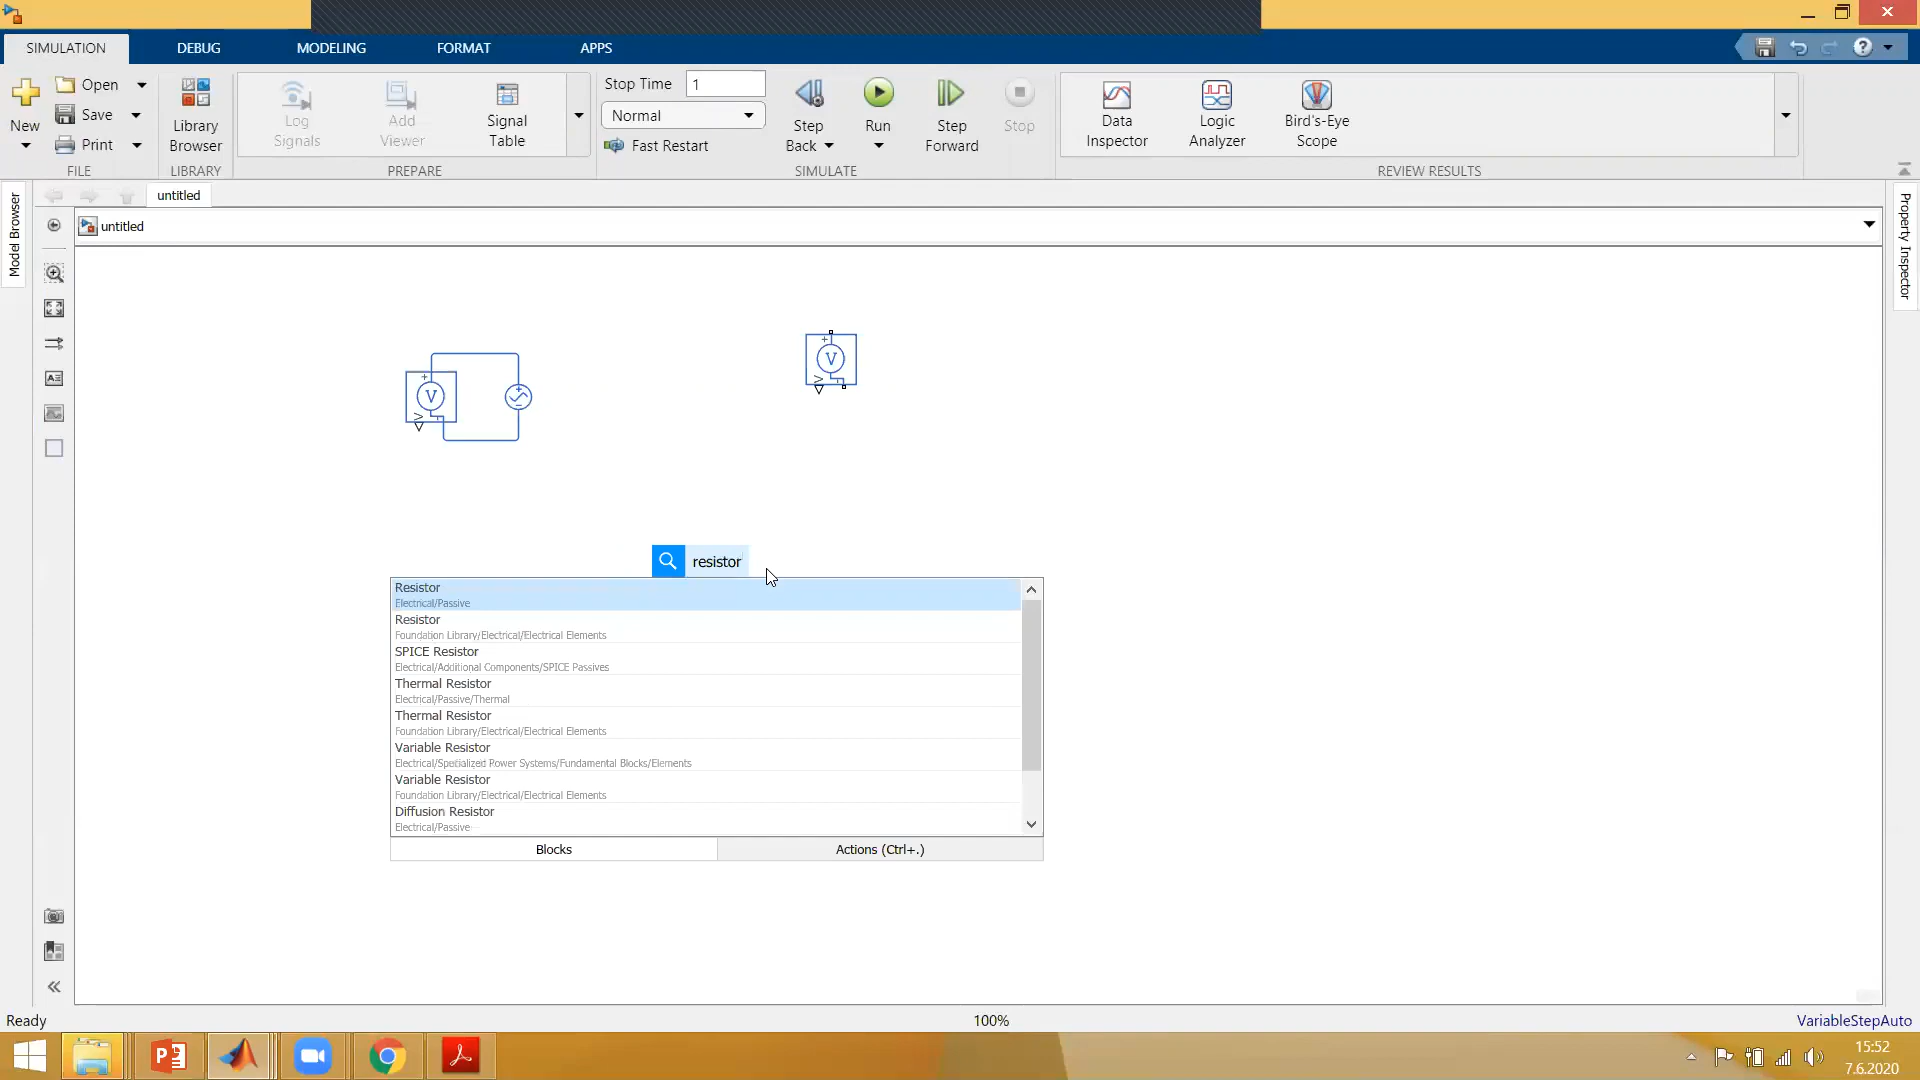 SIMULATION DEBUG MODELING FORMAT APPS
New
Open
Save
Print
FILE
Library Browser
LIBRARY
Log Signals
Add Viewer
Signal Table
PREPARE
Stop Time 1
Normal
Fast Restart
Step Back
Run
Step Forward
Stop
SIMULATE
Data Inspector
Logic Analyzer
Bird's-Eye Scope
REVIEW RESULTS
Model Browser
untitled
untitled
Property Inspector
V
V
resistor
Resistor
Electrical/Passive
Resistor
Foundation Library/Electrical/Electrical Elements
SPICE Resistor
Electrical/Additional Components/SPICE Passives
Thermal Resistor
Electrical/Passive/Thermal
Thermal Resistor
Foundation Library/Electrical/Electrical Elements
Variable Resistor
Electrical/Specialized Power Systems/Fundamental Blocks/Elements
Variable Resistor
Foundation Library/Electrical/Electrical Elements
Diffusion Resistor
Electrical/Passive
Blocks Actions (Ctrl+.)
Ready 100% VariableStepAuto
15:52
7.6.2020